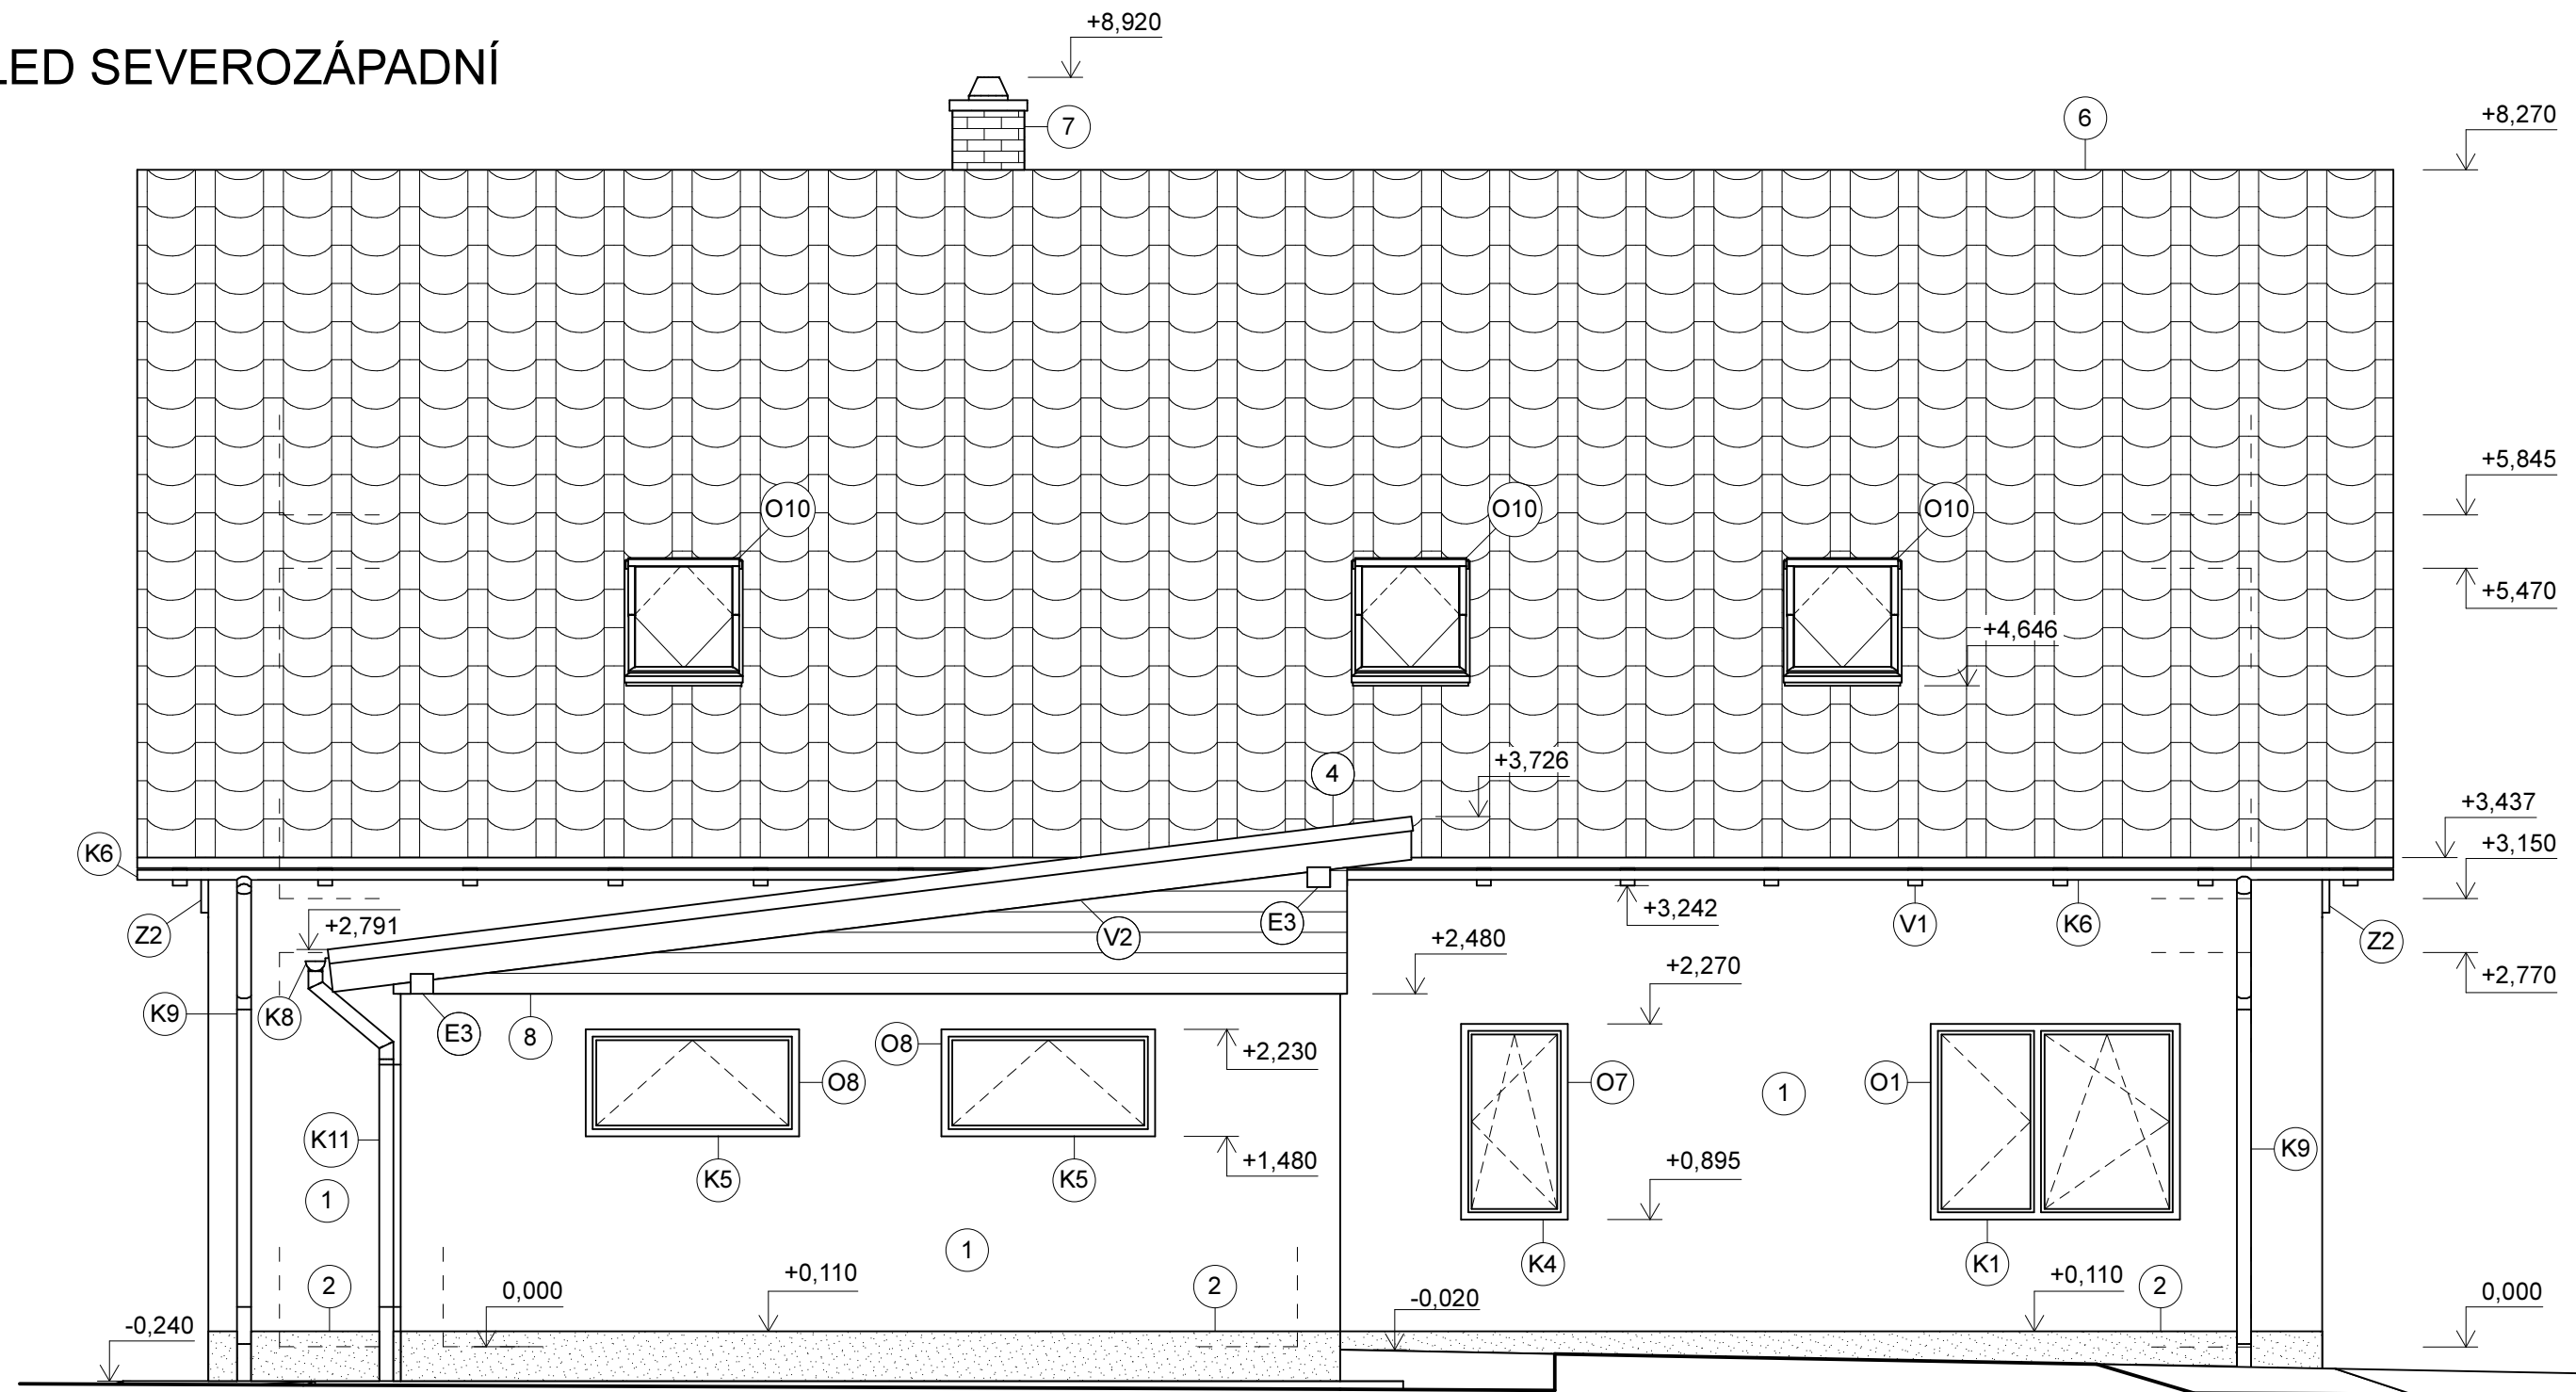 +8,920
LED SEVEROZÁPADNÍ
7
6
+8,270
+5,845
O10
O10
O10
+5,470
+4,646
+3,726
4
+3,437
K6
+3,150
+2,791
Z2
V2
E3
+3,242
V1
K6
Z2
+2,480
+2,270
+2,770
K9
K8
E3
8
O8
+2,230
O8
O7
1
O1
K11
K5
K5
+1,480
+0,895
K9
1
1
K4
K1
2
0,000
+0,110
2
-0,020
+0,110
2
0,000
-0,240